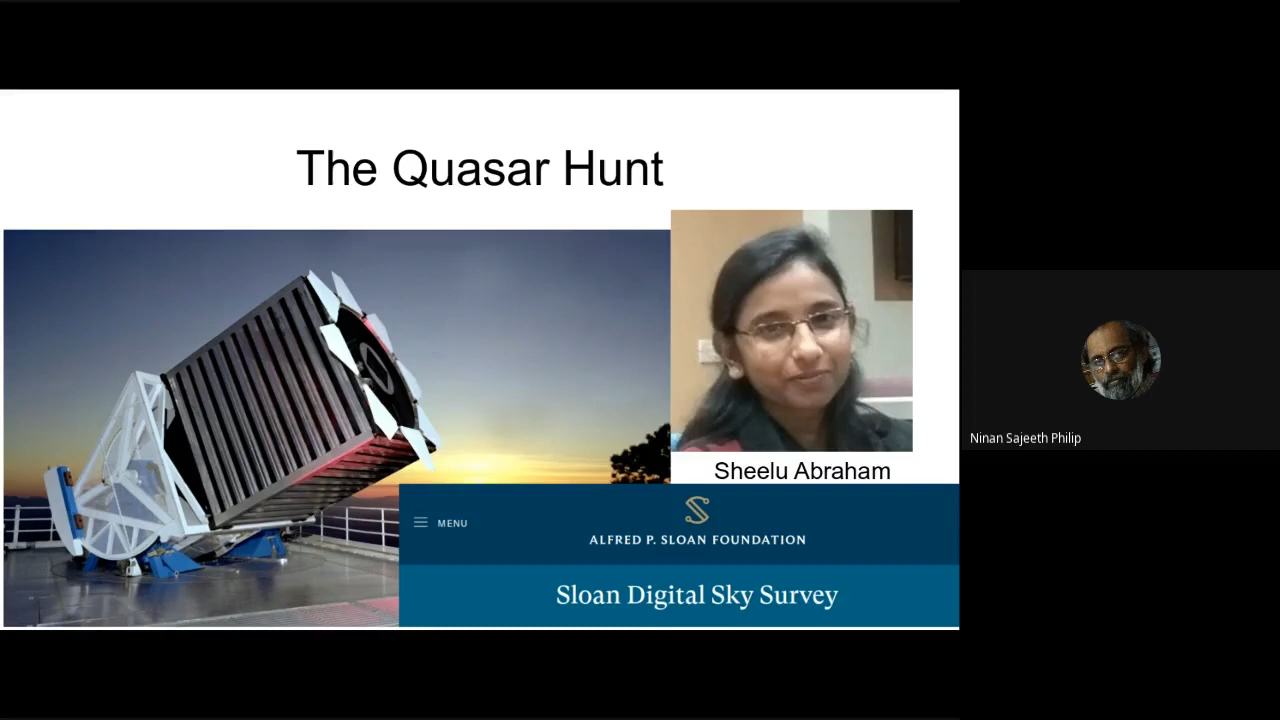 The Quasar Hunt
Sheelu Abraham
MENU
ALFRED P. SLOAN FOUNDATION
Sloan Digital Sky Survey
Ninan Sajeeth Philip